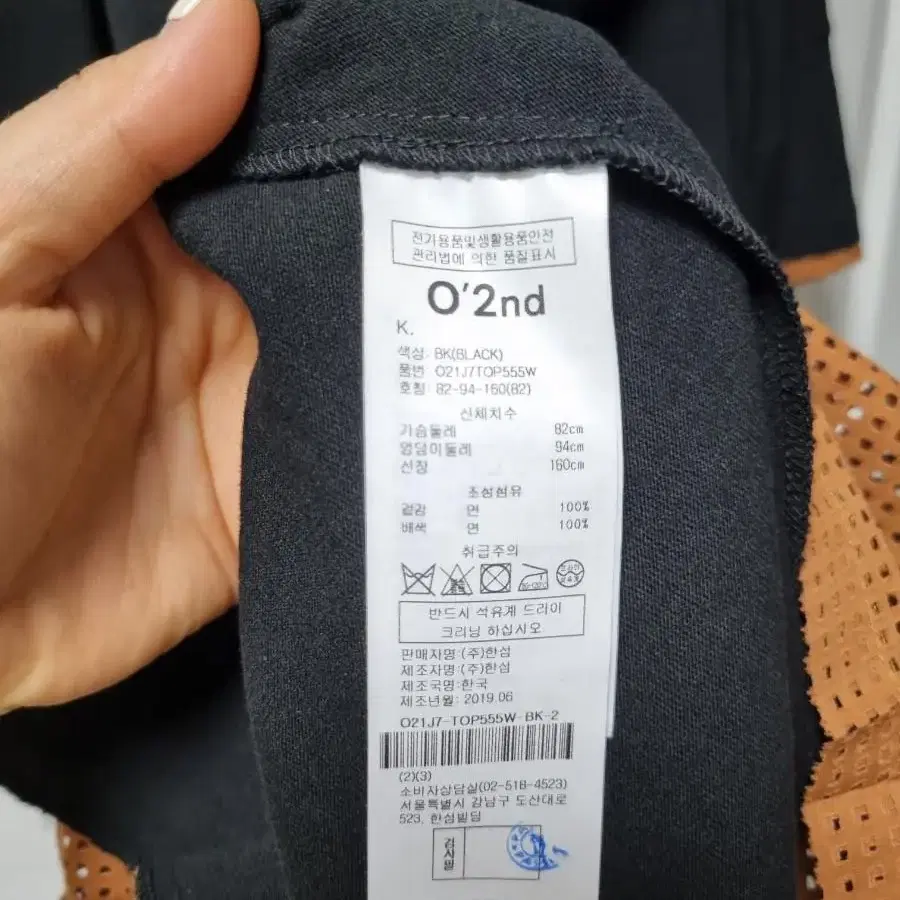 전기용품및생활용품안전
관리법에 의한 품질표시
O'2nd
K.
색상: BK(BLACK)
품번: O21J7TOP555W
호칭: 82-94-160(82)
신체치수
가슴둘레 82cm
엉덩이둘레 94cm
신장 160cm
조성섬유
겉감 면 100%
배색 면 100%
취급주의
반드시 석유계 드라이
크리닝 하십시오
판매자명:(주)한섬
제조자명:(주)한섬
제조국명:한국
제조년월: 2019.06
O21J7-TOP555W-BK-2
(2)(3)
소비자상담실(02-518-4523)
서울특별시 강남구 도산대로
523, 한섬빌딩
검사필